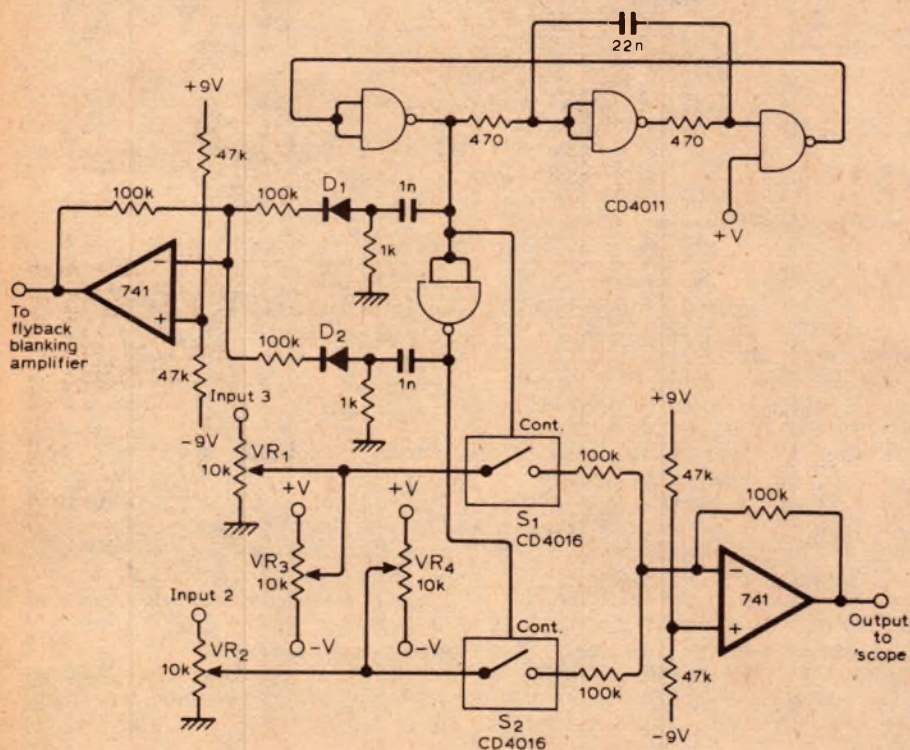 22n
470
470
CD4011
+V
+9V
47k
100k
100k
D1
1n
1k
741
−
+
To
flyback
blanking
amplifier
47k
−9V
100k
D2
1n
1k
Input 3
VR1
10k
+V
+V
VR3
10k
VR4
10k
−V
−V
Input 2
VR2
10k
Cont.
S1
CD4016
100k
Cont.
S2
CD4016
100k
+9V
47k
100k
741
−
+
Output
to
'scope
47k
−9V